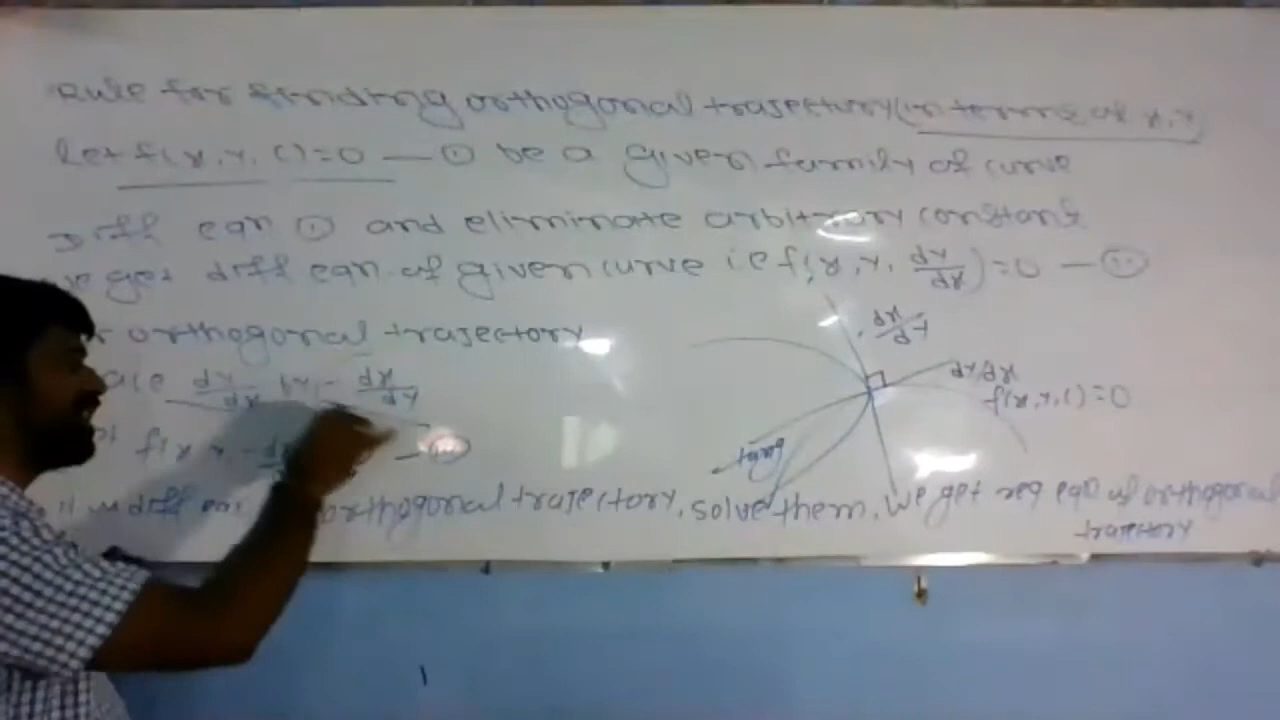 Rule for finding orthogonal trajectory (in terms of x, y)
Let f(x, y, c) = 0 — ① be a given family of curve
Diff eqn ① and eliminate arbitrary constant
we get diff eqn. of given curve i.e f(x, y, dy/dx) = 0 — ②
orthogonal trajectory
dy/dx by - dx/dy
f(x, y, -
diff orthogonal trajectory, solve them, we get req eqn of orthogonal
trajectory
dx/dy
dy/dx
f(x, y, c) = 0
tang